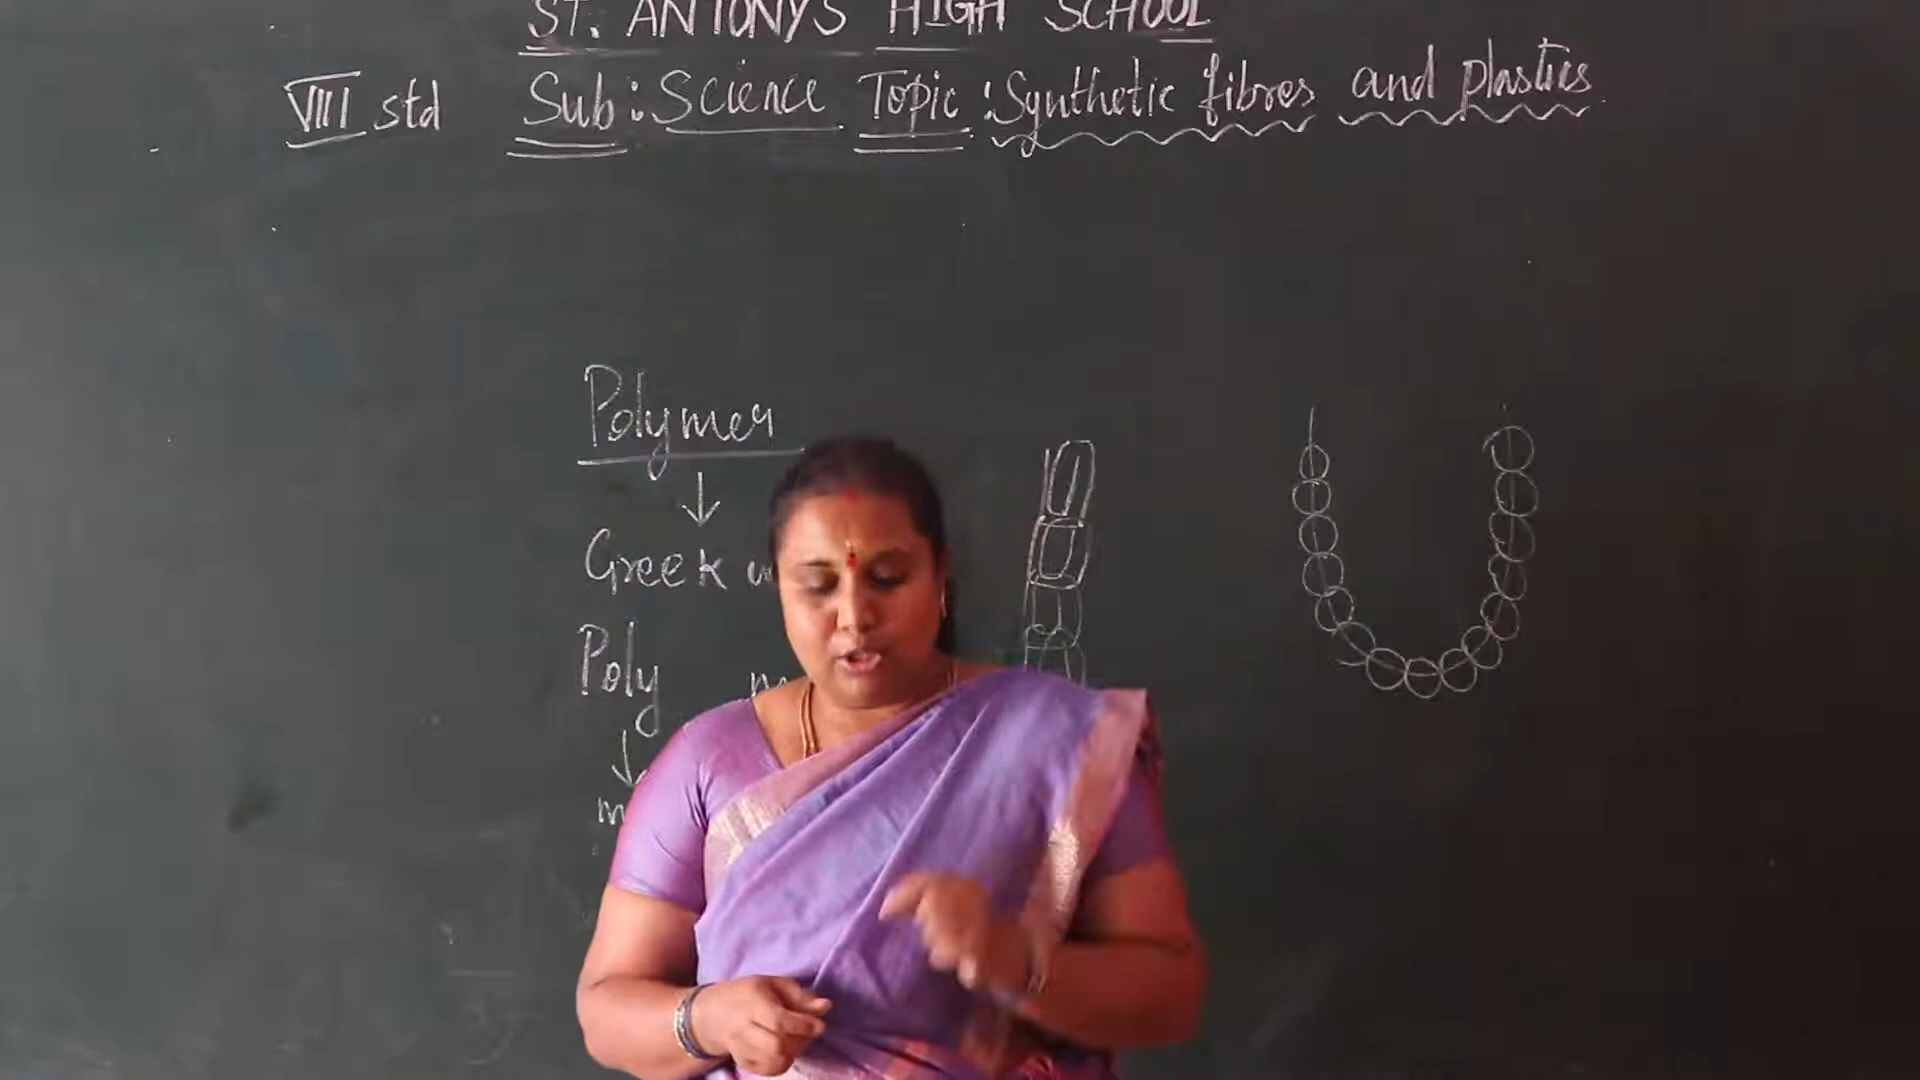 ST. ANTONY'S HIGH SCHOOL
VIII std Sub: Science Topic: Synthetic fibres and plastics
Polymer
↓
Greek
Poly
↓